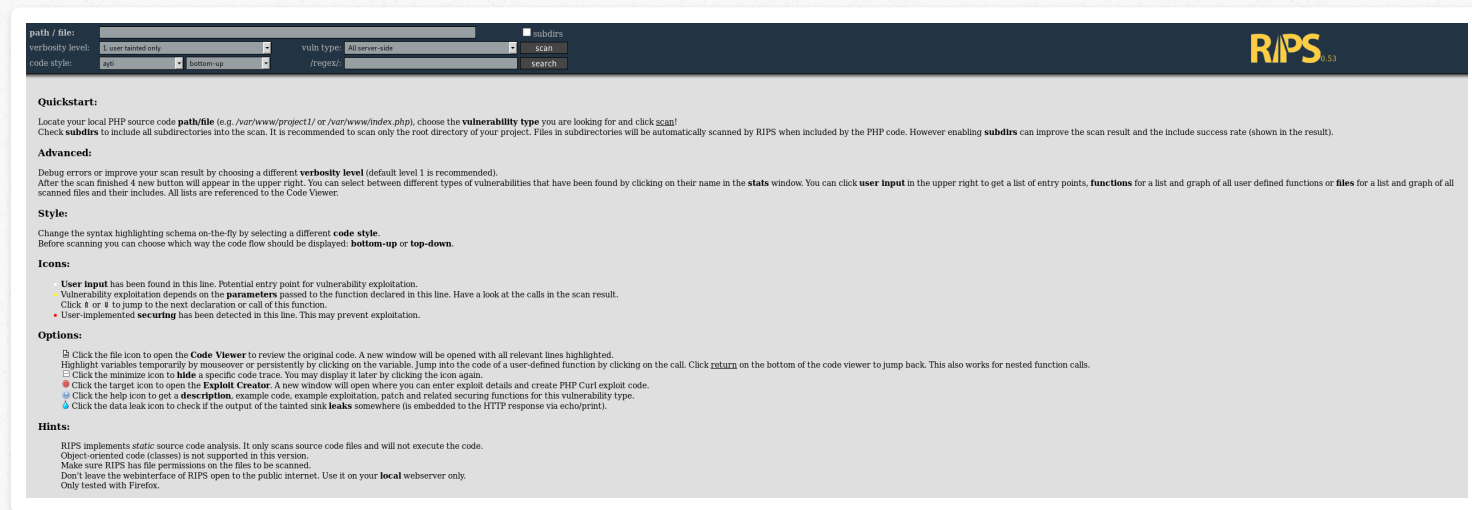 path / file: subdirs
verbosity level: 1. user tainted only vuln type: All server-side scan
code style: ayti bottom-up /regex/: search
RIPS 0.53
Quickstart:
Locate your local PHP source code path/file (e.g. /var/www/project1/ or /var/www/index.php), choose the vulnerability type you are looking for and click scan!
Check subdirs to include all subdirectories into the scan. It is recommended to scan only the root directory of your project. Files in subdirectories will be automatically scanned by RIPS when included by the PHP code. However enabling subdirs can improve the scan result and the include success rate (shown in the result).
Advanced:
Debug errors or improve your scan result by choosing a different verbosity level (default level 1 is recommended).
After the scan finished 4 new button will appear in the upper right. You can select between different types of vulnerabilities that have been found by clicking on their name in the stats window. You can click user input in the upper right to get a list of entry points, functions for a list and graph of all user defined functions or files for a list and graph of all
scanned files and their includes. All lists are referenced to the Code Viewer.
Style:
Change the syntax highlighting schema on-the-fly by selecting a different code style.
Before scanning you can choose which way the code flow should be displayed: bottom-up or top-down.
Icons:
User input has been found in this line. Potential entry point for vulnerability exploitation.
Vulnerability exploitation depends on the parameters passed to the function declared in this line. Have a look at the calls in the scan result.
Click ⇑ or ⇓ to jump to the next declaration or call of this function.
User-implemented securing has been detected in this line. This may prevent exploitation.
Options:
Click the file icon to open the Code Viewer to review the original code. A new window will be opened with all relevant lines highlighted.
Highlight variables temporarily by mouseover or persistently by clicking on the variable. Jump into the code of a user-defined function by clicking on the call. Click return on the bottom of the code viewer to jump back. This also works for nested function calls.
Click the minimize icon to hide a specific code trace. You may display it later by clicking the icon again.
Click the target icon to open the Exploit Creator. A new window will open where you can enter exploit details and create PHP Curl exploit code.
Click the help icon to get a description, example code, example exploitation, patch and related securing functions for this vulnerability type.
Click the data leak icon to check if the output of the tainted sink leaks somewhere (is embedded to the HTTP response via echo/print).
Hints:
RIPS implements static source code analysis. It only scans source code files and will not execute the code.
Object-oriented code (classes) is not supported in this version.
Make sure RIPS has file permissions on the files to be scanned.
Don't leave the webinterface of RIPS open to the public internet. Use it on your local webserver only.
Only tested with Firefox.